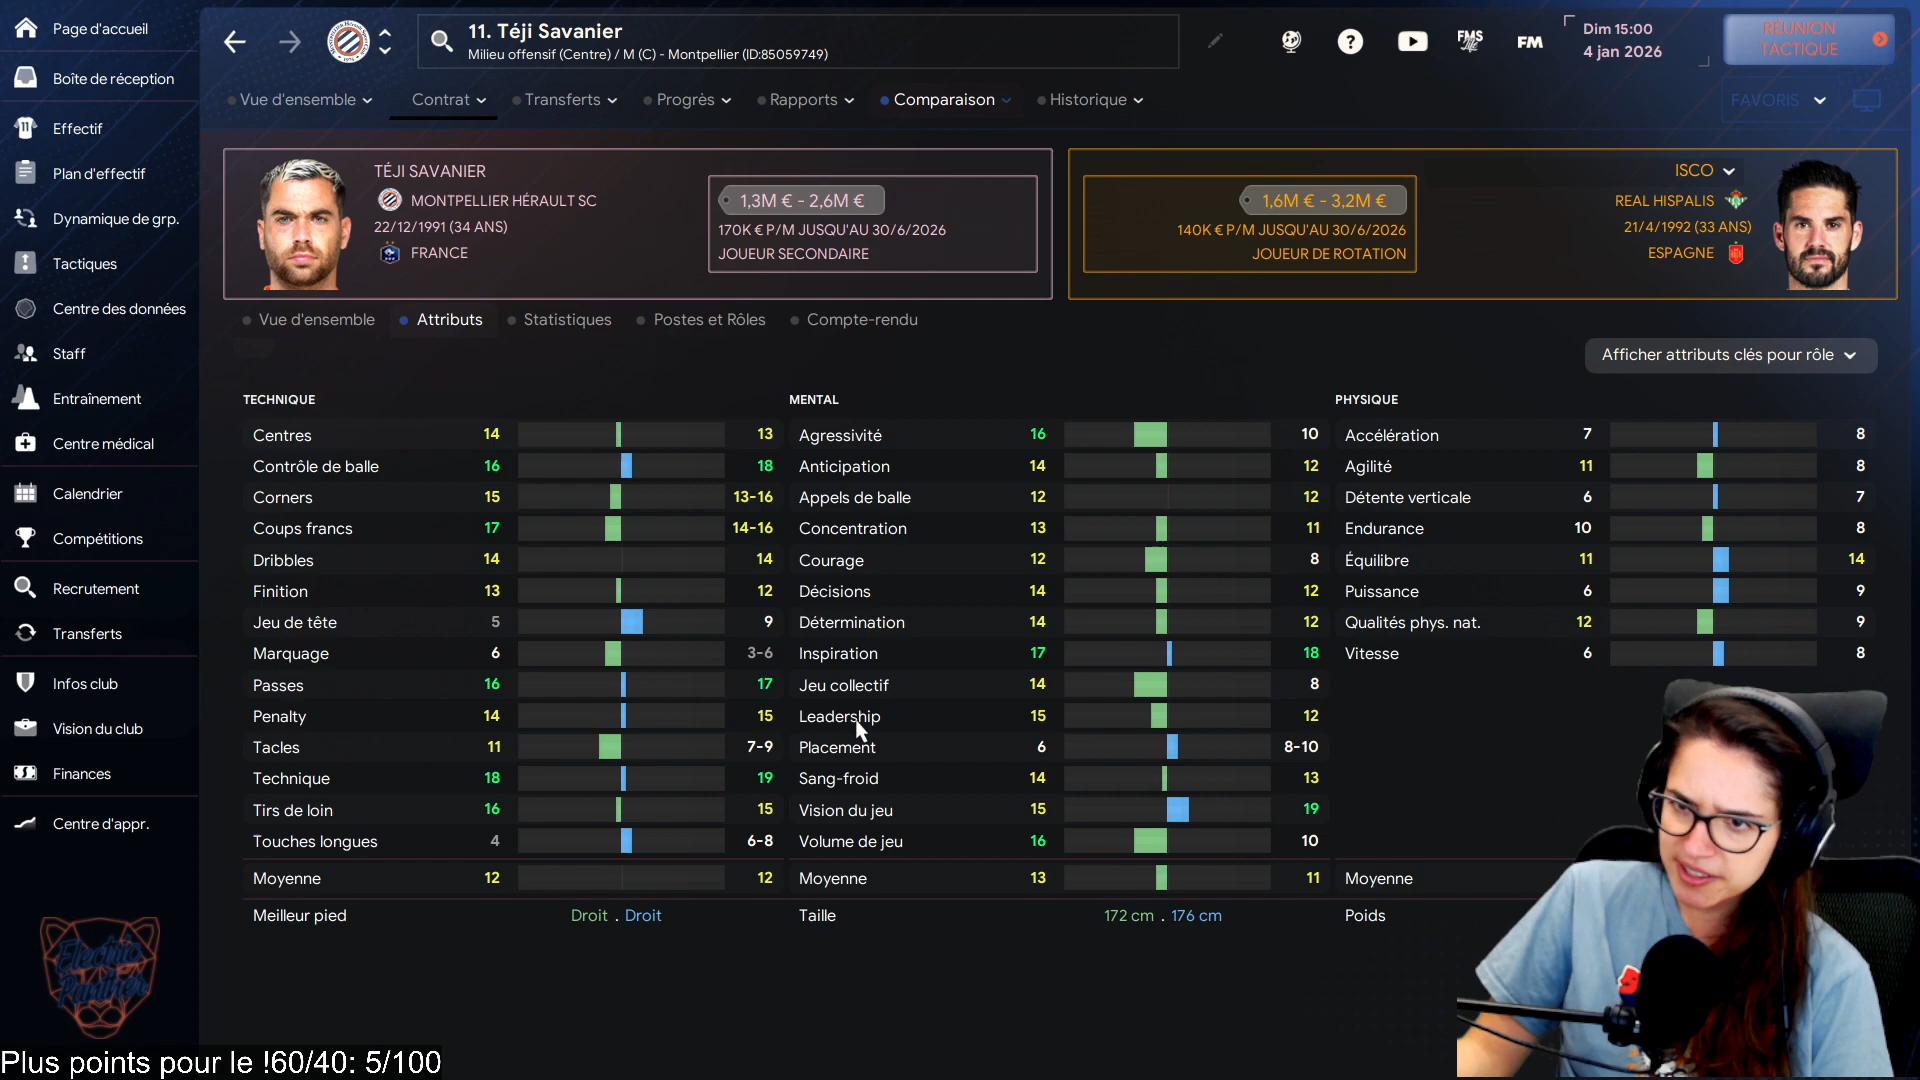 Page d'accueil
Boîte de réception
Effectif
Plan d'effectif
Dynamique de grp.
Tactiques
Centre des données
Staff
Entraînement
Centre médical
Calendrier
Compétitions
Recrutement
Transferts
Infos club
Vision du club
Finances
Centre d'appr.
11. Téji Savanier
Milieu offensif (Centre) / M (C) - Montpellier (ID:85059749)
FMS
FM
Dim 15:00
4 jan 2026
RÉUNION
TACTIQUE
Vue d'ensemble Contrat Transferts Progrès Rapports Comparaison Historique
FAVORIS
TÉJI SAVANIER
MONTPELLIER HÉRAULT SC
22/12/1991 (34 ANS)
FRANCE
1,3M € - 2,6M €
170K € P/M JUSQU'AU 30/6/2026
JOUEUR SECONDAIRE
1,6M € - 3,2M €
140K € P/M JUSQU'AU 30/6/2026
JOUEUR DE ROTATION
ISCO
REAL HISPALIS
21/4/1992 (33 ANS)
ESPAGNE
Vue d'ensemble Attributs Statistiques Postes et Rôles Compte-rendu
Afficher attributs clés pour rôle
TECHNIQUE
Centres 14 13
Contrôle de balle 16 18
Corners 15 13-16
Coups francs 17 14-16
Dribbles 14 14
Finition 13 12
Jeu de tête 5 9
Marquage 6 3-6
Passes 16 17
Penalty 14 15
Tacles 11 7-9
Technique 18 19
Tirs de loin 16 15
Touches longues 4 6-8
Moyenne 12 12
Meilleur pied Droit . Droit
MENTAL
Agressivité 16 10
Anticipation 14 12
Appels de balle 12 12
Concentration 13 11
Courage 12 8
Décisions 14 12
Détermination 14 12
Inspiration 17 18
Jeu collectif 14 8
Leadership 15 12
Placement 6 8-10
Sang-froid 14 13
Vision du jeu 15 19
Volume de jeu 16 10
Moyenne 13 11
Taille 172 cm . 176 cm
PHYSIQUE
Accélération 7 8
Agilité 11 8
Détente verticale 6 7
Endurance 10 8
Équilibre 11 14
Puissance 6 9
Qualités phys. nat. 12 9
Vitesse 6 8
Moyenne
Poids
Electric
Panther
Plus points pour le !60/40: 5/100